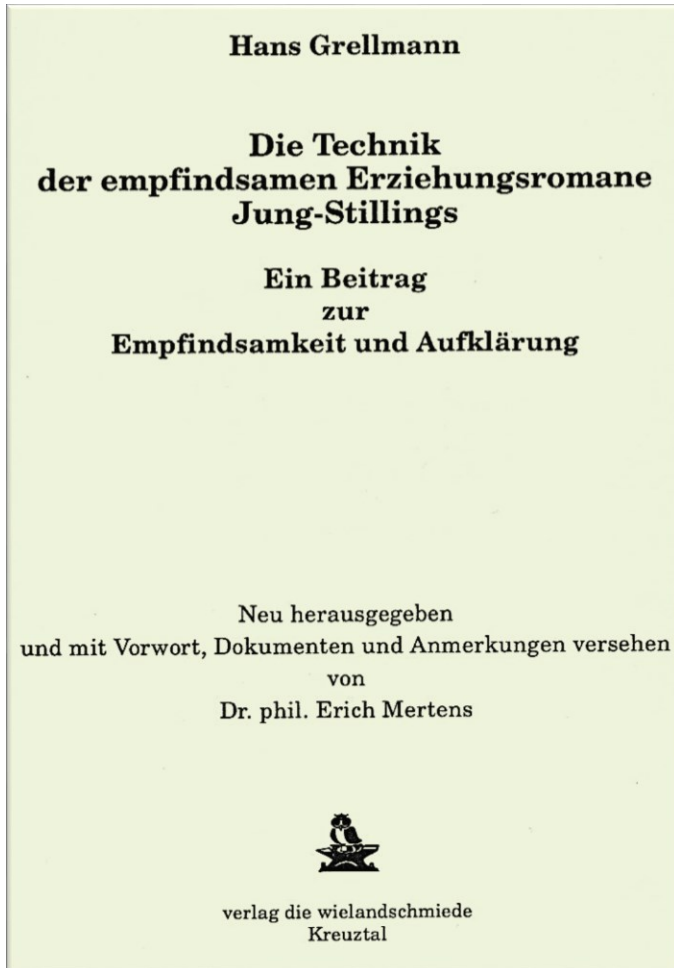 Hans Grellmann
Die Technik
der empfindsamen Erziehungsromane
Jung-Stillings
Ein Beitrag
zur
Empfindsamkeit und Aufklärung
Neu herausgegeben
und mit Vorwort, Dokumenten und Anmerkungen versehen
von
Dr. phil. Erich Mertens
verlag die wielandschmiede
Kreuztal